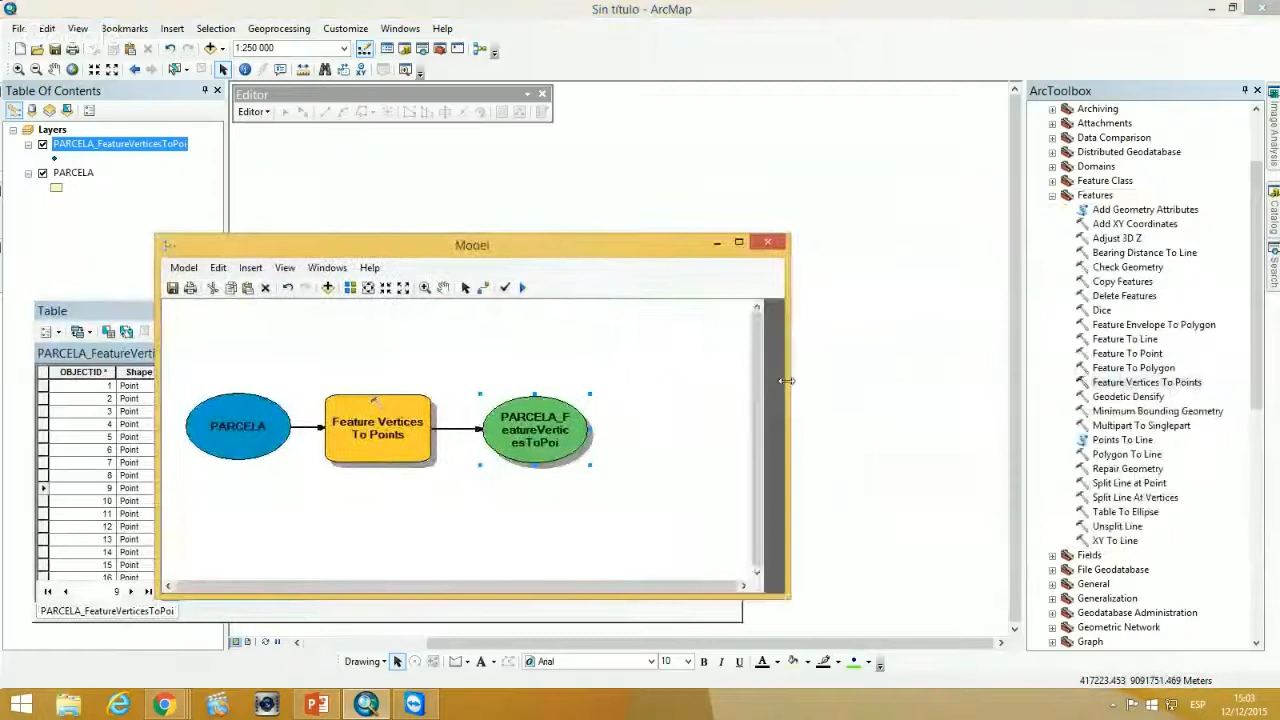 Sin título - ArcMap
File Edit View Bookmarks Insert Selection Geoprocessing Customize Windows Help
1:250 000
Table Of Contents
Layers
PARCELA_FeatureVerticesToPoi
PARCELA
Editor
Editor
Model
Model Edit Insert View Windows Help
PARCELA
Feature Vertices
To Points
PARCELA_F
eatureVertic
esToPoi
Table
PARCELA_FeatureVerti
OBJECTID * Shape
1 Point
2 Point
3 Point
4 Point
5 Point
6 Point
7 Point
8 Point
9 Point
10 Point
11 Point
12 Point
13 Point
14 Point
15 Point
16 Point
9
PARCELA_FeatureVerticesToPoi
ArcToolbox
Archiving
Attachments
Data Comparison
Distributed Geodatabase
Domains
Feature Class
Features
Add Geometry Attributes
Add XY Coordinates
Adjust 3D Z
Bearing Distance To Line
Check Geometry
Copy Features
Delete Features
Dice
Feature Envelope To Polygon
Feature To Line
Feature To Point
Feature To Polygon
Feature Vertices To Points
Geodetic Densify
Minimum Bounding Geometry
Multipart To Singlepart
Points To Line
Polygon To Line
Repair Geometry
Split Line at Point
Split Line At Vertices
Table To Ellipse
Unsplit Line
XY To Line
Fields
File Geodatabase
General
Generalization
Geodatabase Administration
Geometric Network
Graph
Image Analysis
Catalog
Search
Drawing Arial 10 B I U A
417223.453 9091751.469 Meters
ESP
15:03
12/12/2015